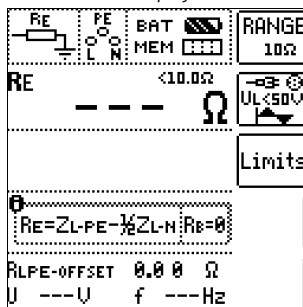 RE PE BAT
L N MEM
RANGE
10Ω
RE <10.0Ω
--- Ω
UL<50V
Limits
RE=ZL-PE-½ZL-N RB=0
RLPE-OFFSET 0.00 Ω
U ---V f ---Hz